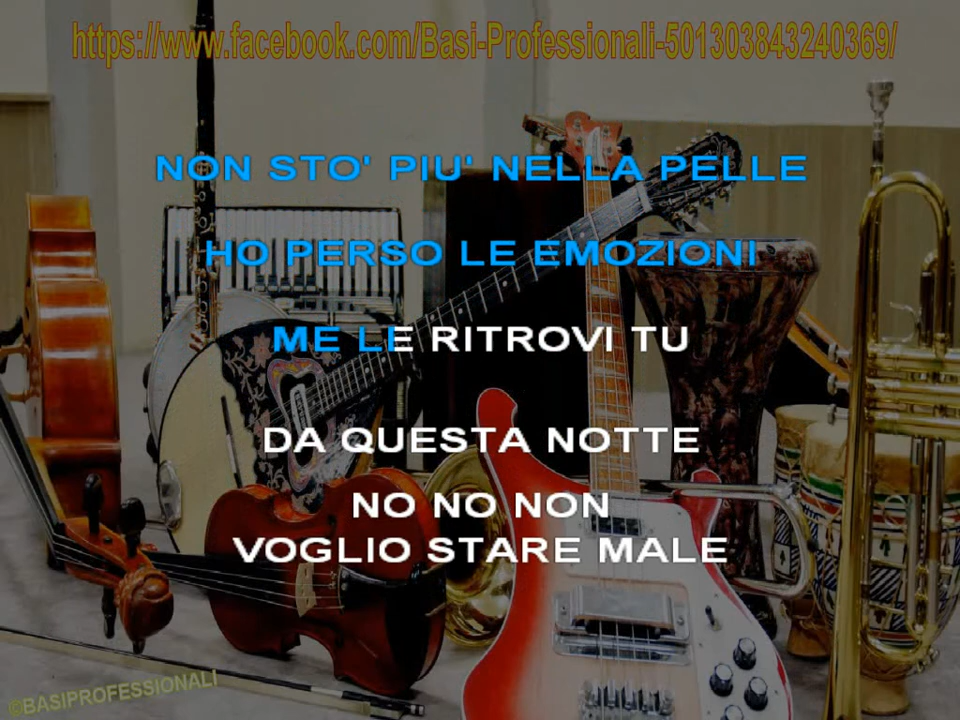 https://www.facebook.com/Basi-Professionali-501303843240369/
NON STO' PIU' NELLA PELLE
HO PERSO LE EMOZIONI
ME LE RITROVI TU
DA QUESTA NOTTE
NO NO NON
VOGLIO STARE MALE
©BASIPROFESSIONALI